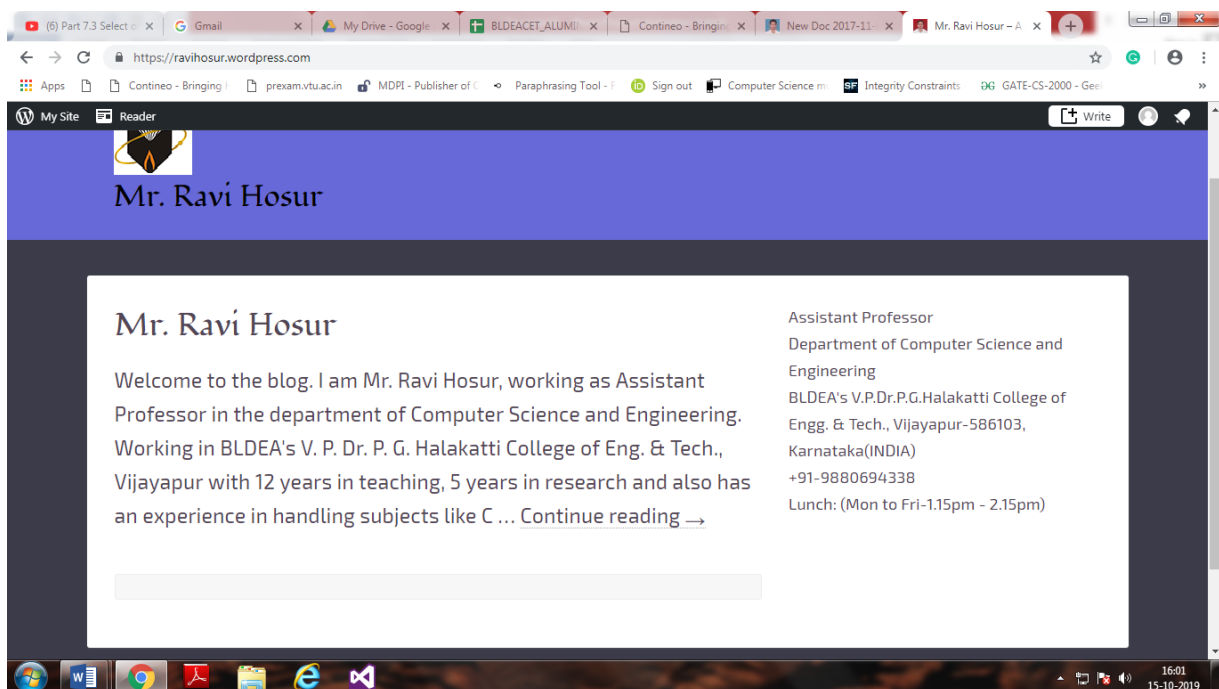 (6) Part 7.3 Select o
Gmail
My Drive - Google
BLDEACET_ALUMI
Contineo - Bringing
New Doc 2017-11-
Mr. Ravi Hosur – A
https://ravihosur.wordpress.com
Apps
Contineo - Bringing
prexam.vtu.ac.in
MDPI - Publisher of
Paraphrasing Tool -
Sign out
Computer Science
Integrity Constraints
GATE-CS-2000 -
My Site
Reader
Write
Mr. Ravi Hosur
Mr. Ravi Hosur
Welcome to the blog. I am Mr. Ravi Hosur, working as Assistant
Professor in the department of Computer Science and Engineering.
Working in BLDEA's V. P. Dr. P. G. Halakatti College of Eng. & Tech.,
Vijayapur with 12 years in teaching, 5 years in research and also has
an experience in handling subjects like C … Continue reading →
Assistant Professor
Department of Computer Science and
Engineering
BLDEA's V.P.Dr.P.G.Halakatti College of
Engg. & Tech., Vijayapur-586103,
Karnataka(INDIA)
+91-9880694338
Lunch: (Mon to Fri-1.15pm - 2.15pm)
16:01
15-10-2019